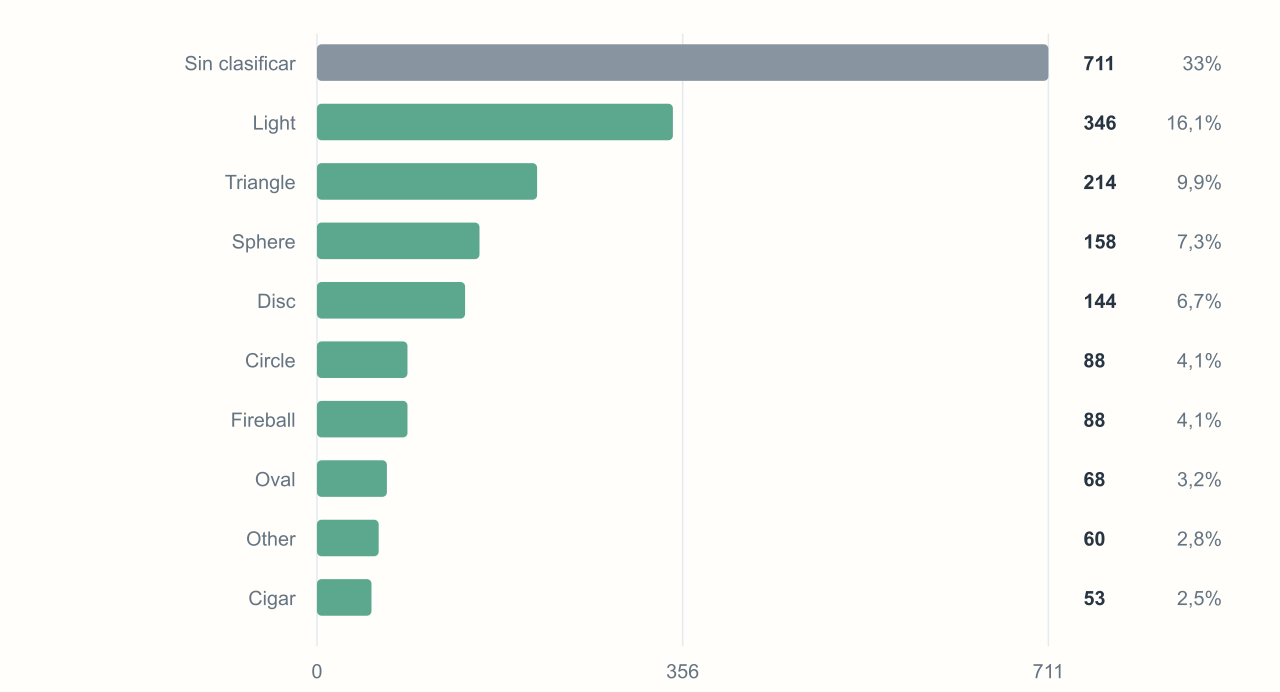 Sin clasificar 711 33%
Light 346 16,1%
Triangle 214 9,9%
Sphere 158 7,3%
Disc 144 6,7%
Circle 88 4,1%
Fireball 88 4,1%
Oval 68 3,2%
Other 60 2,8%
Cigar 53 2,5%
0 356 711